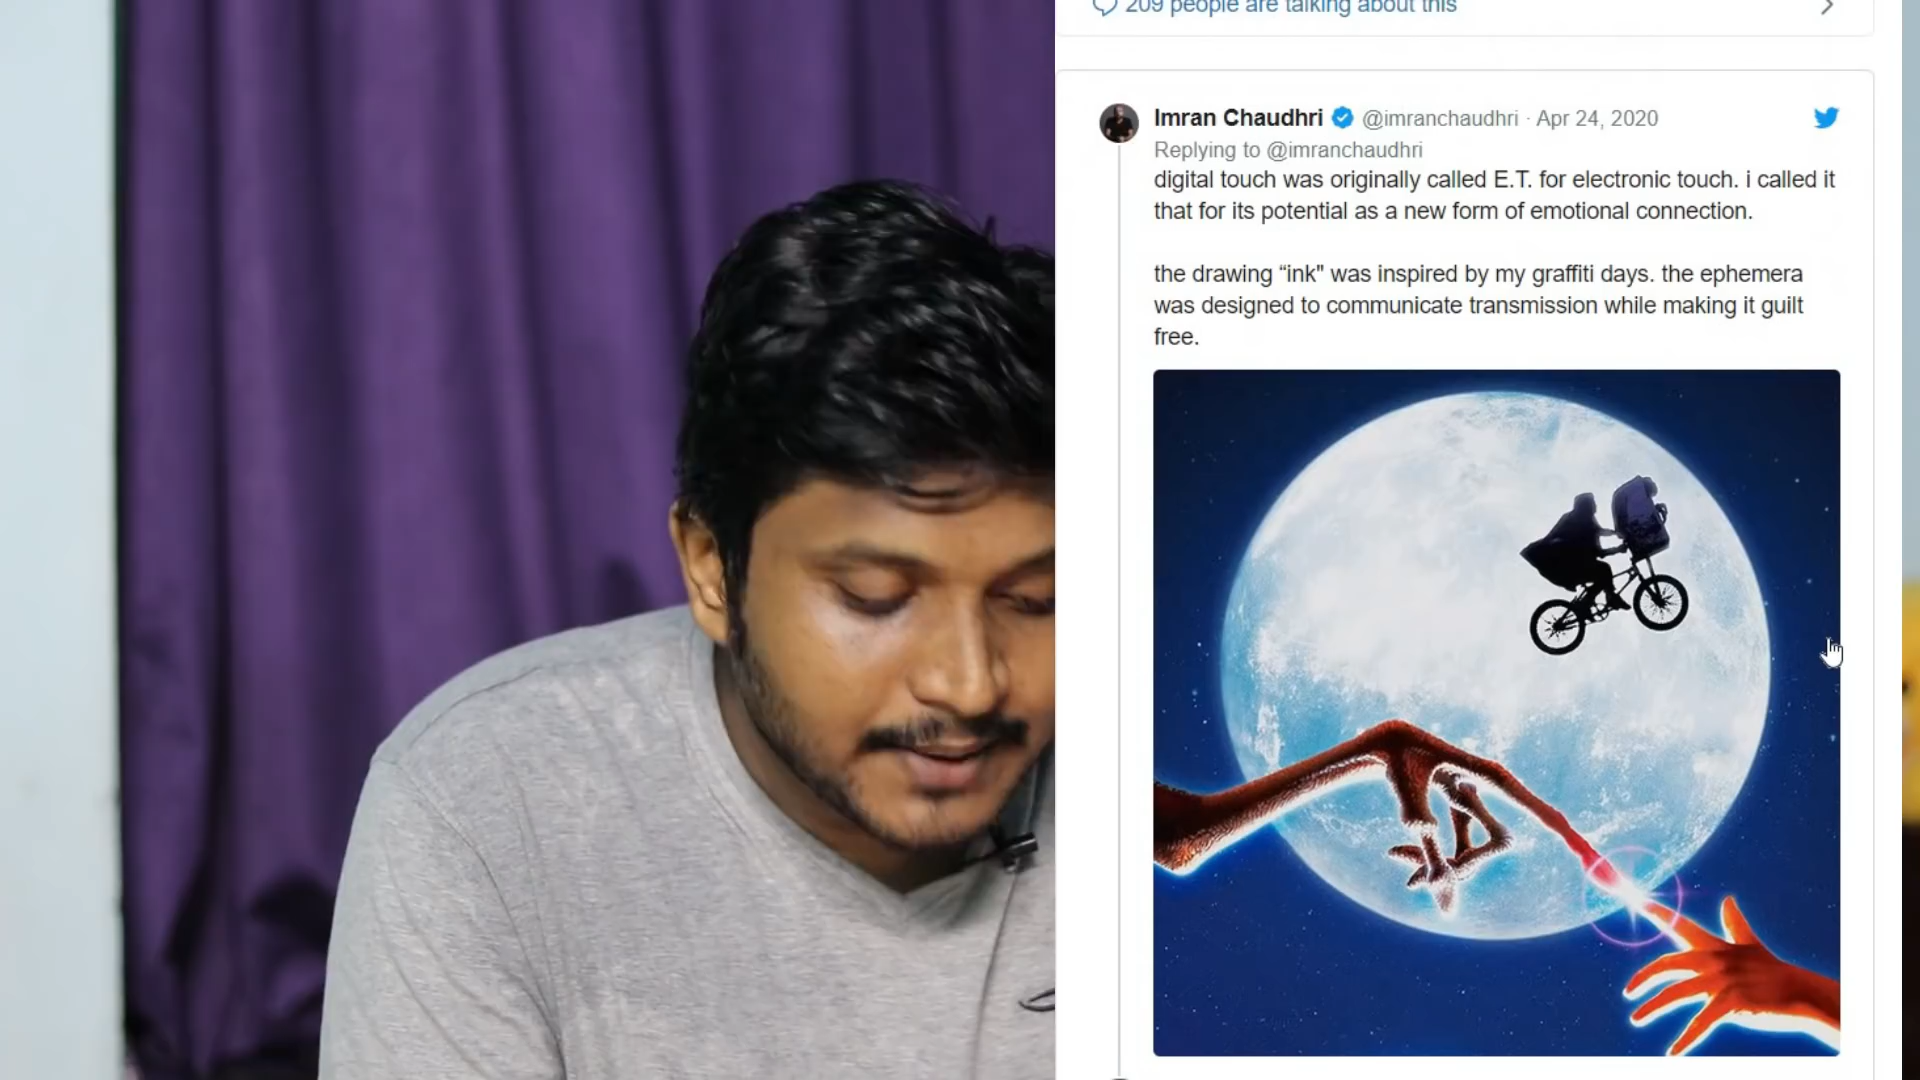 209 people are talking about this
Imran Chaudhri @imranchaudhri · Apr 24, 2020
Replying to @imranchaudhri
digital touch was originally called E.T. for electronic touch. i called it
that for its potential as a new form of emotional connection.
the drawing “ink" was inspired by my graffiti days. the ephemera
was designed to communicate transmission while making it guilt
free.